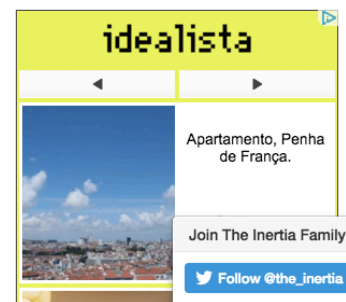 idealista
Apartamento, Penha
de França.
Join The Inertia Family
Follow @the_inertia